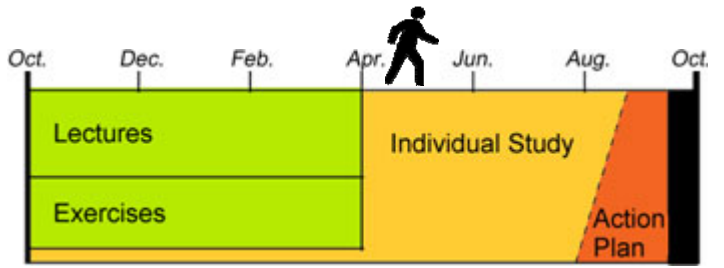 Oct. Dec. Feb. Apr. Jun. Aug. Oct.
Lectures
Individual Study
Exercises
Action
Plan